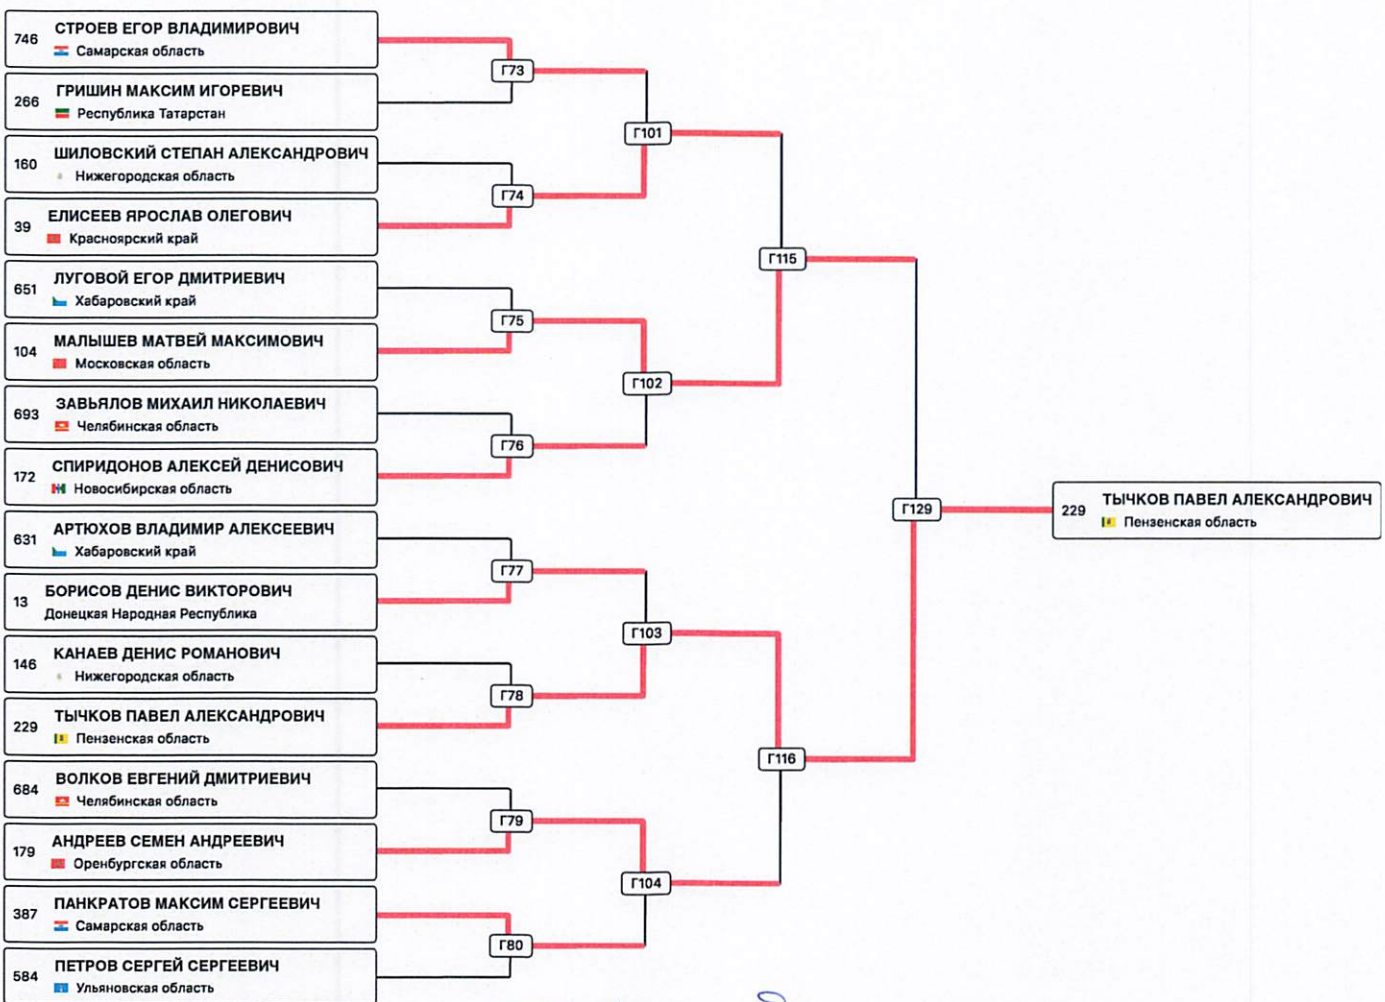 746 СТРОЕВ ЕГОР ВЛАДИМИРОВИЧ
Самарская область
266 ГРИШИН МАКСИМ ИГОРЕВИЧ
Республика Татарстан
160 ШИЛОВСКИЙ СТЕПАН АЛЕКСАНДРОВИЧ
Нижегородская область
39 ЕЛИСЕЕВ ЯРОСЛАВ ОЛЕГОВИЧ
Красноярский край
651 ЛУГОВОЙ ЕГОР ДМИТРИЕВИЧ
Хабаровский край
104 МАЛЫШЕВ МАТВЕЙ МАКСИМОВИЧ
Московская область
693 ЗАВЬЯЛОВ МИХАИЛ НИКОЛАЕВИЧ
Челябинская область
172 СПИРИДОНОВ АЛЕКСЕЙ ДЕНИСОВИЧ
Новосибирская область
631 АРТЮХОВ ВЛАДИМИР АЛЕКСЕЕВИЧ
Хабаровский край
13 БОРИСОВ ДЕНИС ВИКТОРОВИЧ
Донецкая Народная Республика
146 КАНАЕВ ДЕНИС РОМАНОВИЧ
Нижегородская область
229 ТЫЧКОВ ПАВЕЛ АЛЕКСАНДРОВИЧ
Пензенская область
684 ВОЛКОВ ЕВГЕНИЙ ДМИТРИЕВИЧ
Челябинская область
179 АНДРЕЕВ СЕМЕН АНДРЕЕВИЧ
Оренбургская область
387 ПАНКРАТОВ МАКСИМ СЕРГЕЕВИЧ
Самарская область
584 ПЕТРОВ СЕРГЕЙ СЕРГЕЕВИЧ
Ульяновская область
Г73
Г74
Г75
Г76
Г77
Г78
Г79
Г80
Г101
Г102
Г103
Г104
Г115
Г116
Г129
229 ТЫЧКОВ ПАВЕЛ АЛЕКСАНДРОВИЧ
Пензенская область